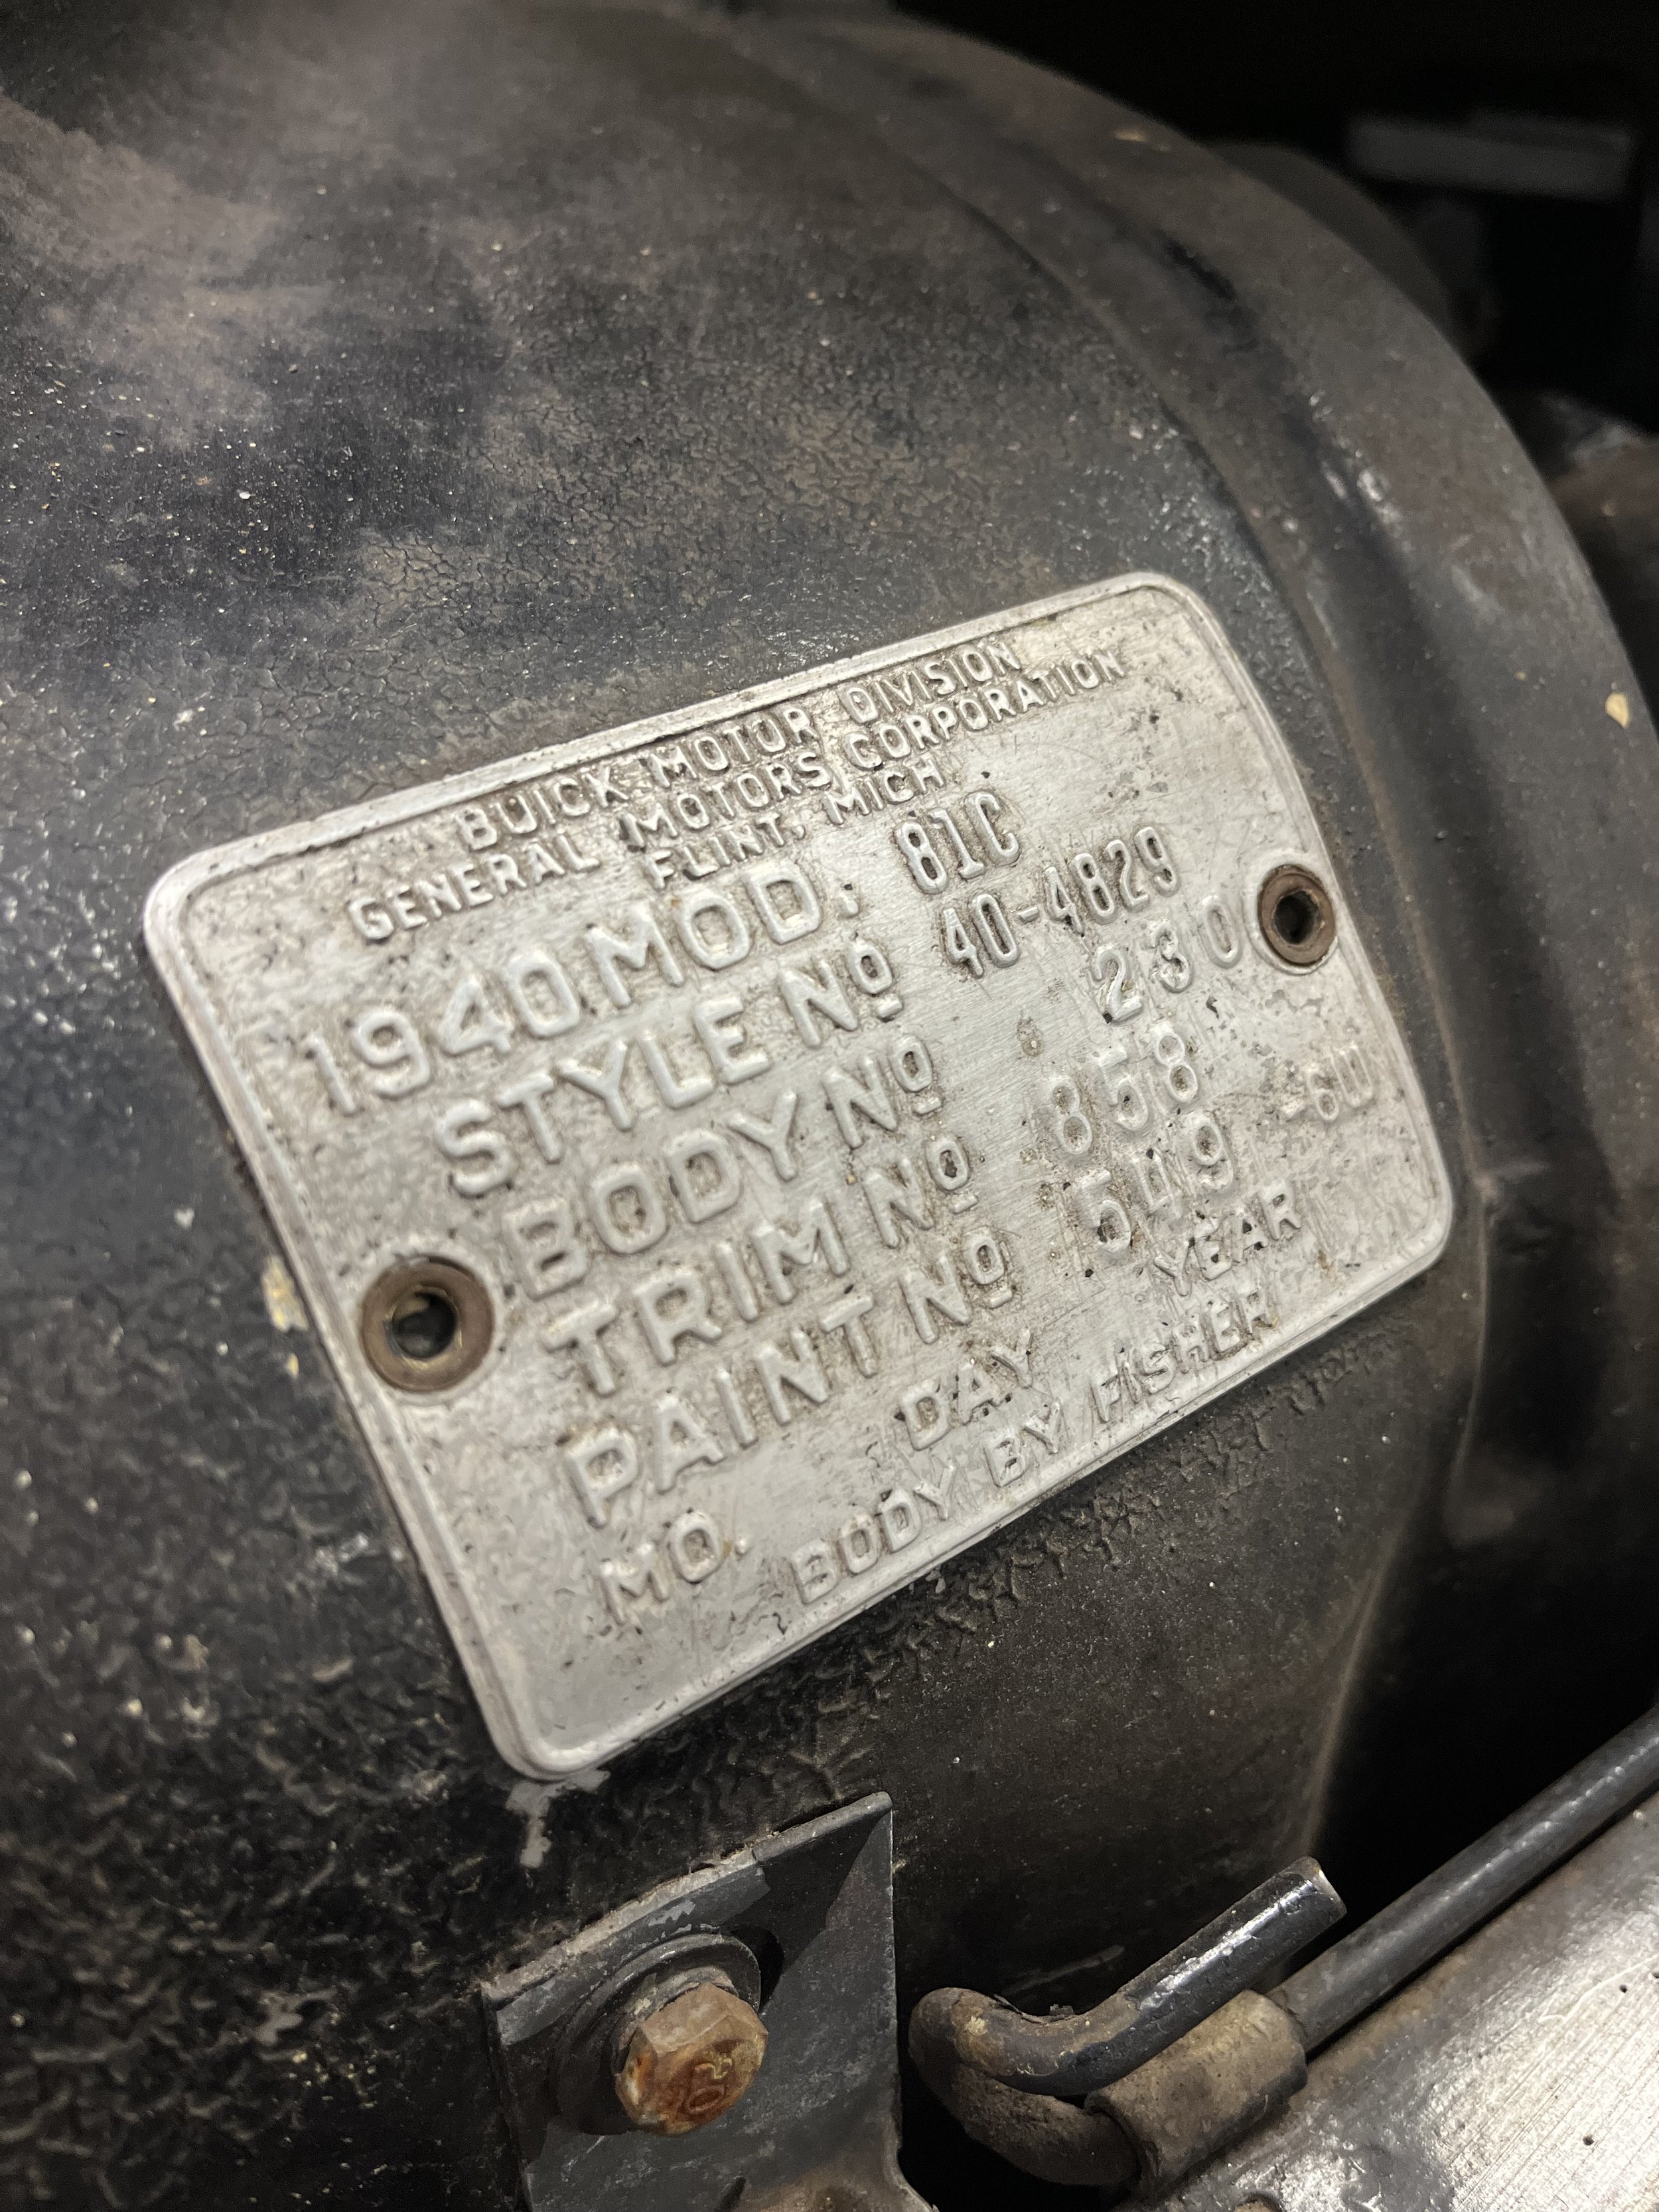 BUICK MOTOR DIVISION
GENERAL MOTORS CORPORATION
FLINT, MICH
1940 MOD. 81C
STYLE Nº 40-4829
BODY Nº 230
TRIM Nº 858
PAINT Nº 549 -6W
MO. DAY YEAR
BODY BY FISHER